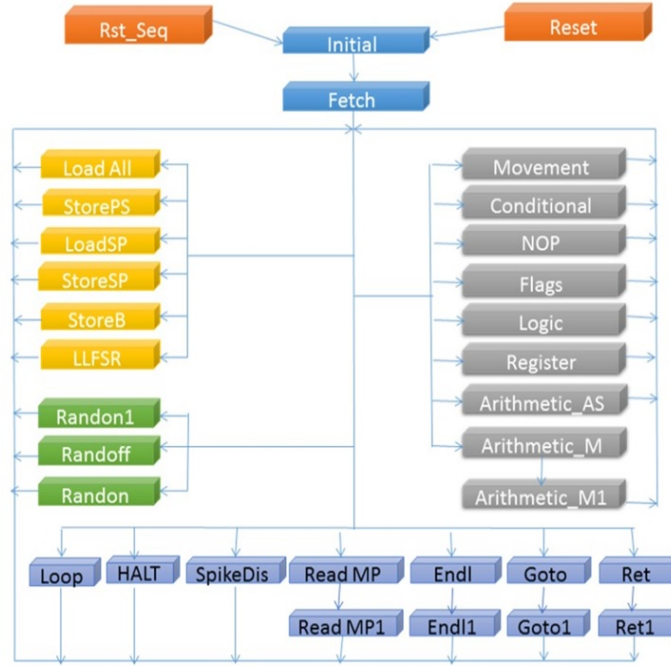 Rst_Seq
Reset
Initial
Fetch
Load All
StorePS
LoadSP
StoreSP
StoreB
LLFSR
Randon1
Randoff
Randon
Movement
Conditional
NOP
Flags
Logic
Register
Arithmetic_AS
Arithmetic_M
Arithmetic_M1
Loop
HALT
SpikeDis
Read MP
Endl
Goto
Ret
Read MP1
Endl1
Goto1
Ret1